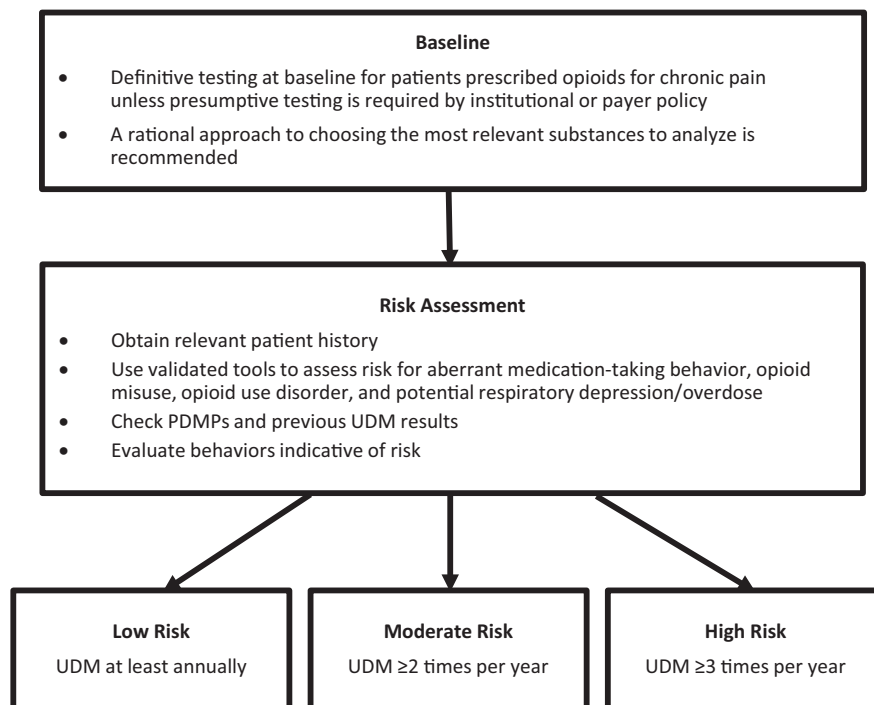 Baseline
• Definitive testing at baseline for patients prescribed opioids for chronic pain
unless presumptive testing is required by institutional or payer policy
• A rational approach to choosing the most relevant substances to analyze is
recommended
Risk Assessment
• Obtain relevant patient history
• Use validated tools to assess risk for aberrant medication-taking behavior, opioid
misuse, opioid use disorder, and potential respiratory depression/overdose
• Check PDMPs and previous UDM results
• Evaluate behaviors indicative of risk
Low Risk
UDM at least annually
Moderate Risk
UDM ≥2 times per year
High Risk
UDM ≥3 times per year